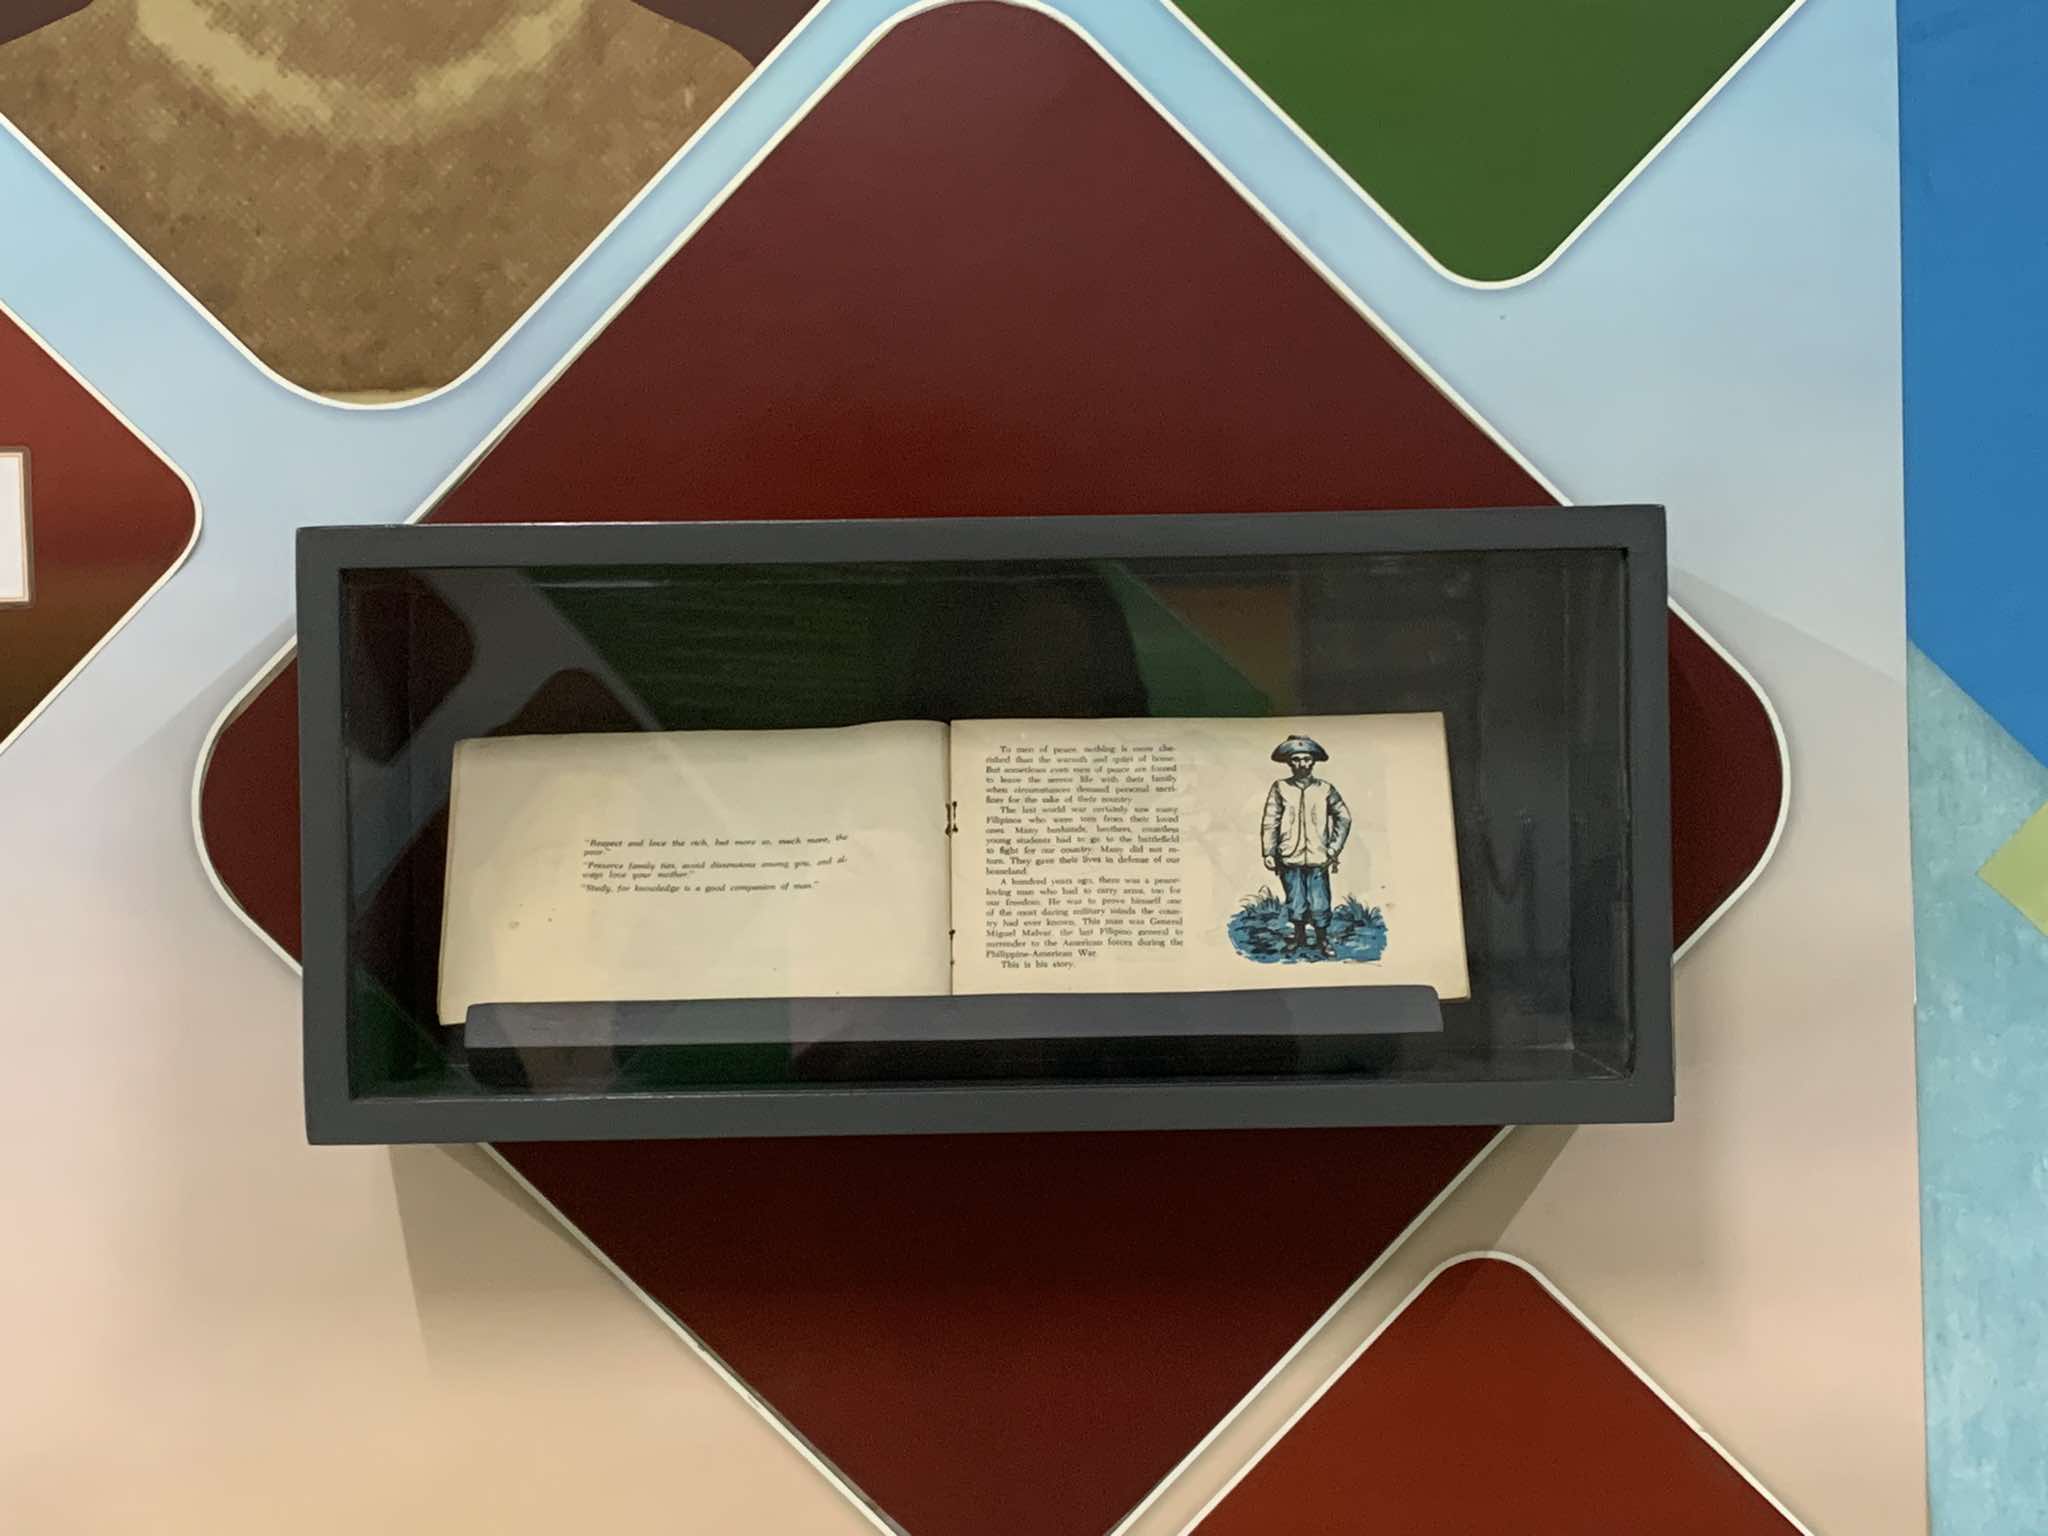 "Respect and love the rich, but more so, much more, the
poor."
"Preserve family ties, avoid dissensions among you, and al-
ways love your mother."
"Study, for knowledge is a good companion of man."
To men of peace, nothing is more che-
rished than the warmth and quiet of home.
But sometimes even men of peace are forced
to leave the serene life with their family
when circumstances demand personal sacri-
fices for the sake of their country.
The last world war certainly saw many
Filipinos who were torn from their loved
ones. Many husbands, brothers, countless
young students had to go to the battlefield
to fight for our country. Many did not re-
turn. They gave their lives in defense of our
homeland.
A hundred years ago, there was a peace-
loving man who had to carry arms, too for
our freedom. He was to prove himself one
of the most daring military minds the coun-
try had ever known. This man was General
Miguel Malvar, the last Filipino general to
surrender to the American forces during the
Philippine-American War.
This is his story.